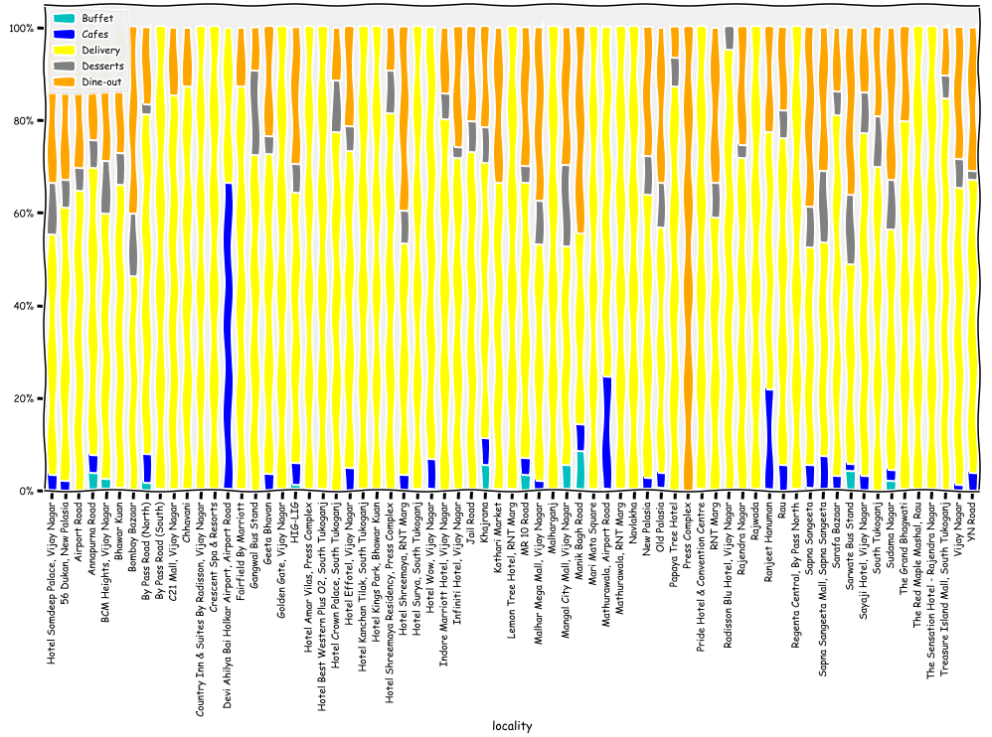 Buffet
Cafes
Delivery
Desserts
Dine-out
100%
80%
60%
40%
20%
0%
Hotel Somdeep Palace, Vijay Nagar
56 Dukan, New Palasia
Airport Road
Annapurna Road
BCM Heights, Vijay Nagar
Bhawar Kuan
Bombay Bazaar
By Pass Road (North)
By Pass Road (South)
C21 Mall, Vijay Nagar
Chhavani
Country Inn & Suites By Radisson, Vijay Nagar
Crescent Spa & Resorts
Devi Ahilya Bai Holkar Airport, Airport Road
Fairfield By Marriott
Gangwal Bus Stand
Geeta Bhavan
Golden Gate, Vijay Nagar
HIG-LIG
Hotel Amar Vilas, Press Complex
Hotel Best Western Plus O2, South Tukoganj
Hotel Crown Palace, South Tukoganj
Hotel Effotel, Vijay Nagar
Hotel Kanchan Tilak, South Tukoganj
Hotel Kings Park, Bhawar Kuan
Hotel Shreemaya Residency, Press Complex
Hotel Shreemaya, RNT Marg
Hotel Surya, South Tukoganj
Hotel Wow, Vijay Nagar
Indore Marriott Hotel, Vijay Nagar
Infiniti Hotel, Vijay Nagar
Jail Road
Khajrana
Kothari Market
Lemon Tree Hotel, RNT Marg
MR 10 Road
Malhar Mega Mall, Vijay Nagar
Malharganj
Mangal City Mall, Vijay Nagar
Manik Bagh Road
Mari Mata Square
Mathurawala, Airport Road
Mathurawala, RNT Marg
Navlakha
New Palasia
Old Palasia
Papaya Tree Hotel
Press Complex
Pride Hotel & Convention Centre
RNT Marg
Radisson Blu Hotel, Vijay Nagar
Rajendra Nagar
Rajwada
Ranjeet Hanuman
Rau
Regenta Central, By Pass North
Sapna Sangeeta
Sapna Sangeeta Mall, Sapna Sangeeta
Sarafa Bazar
Sarwate Bus Stand
Sayaji Hotel, Vijay Nagar
South Tukoganj
Sudama Nagar
The Grand Bhagwati
The Red Maple Mashal, Rau
The Sensation Hotel - Rajendra Nagar
Treasure Island Mall, South Tukoganj
Vijay Nagar
YN Road
locality